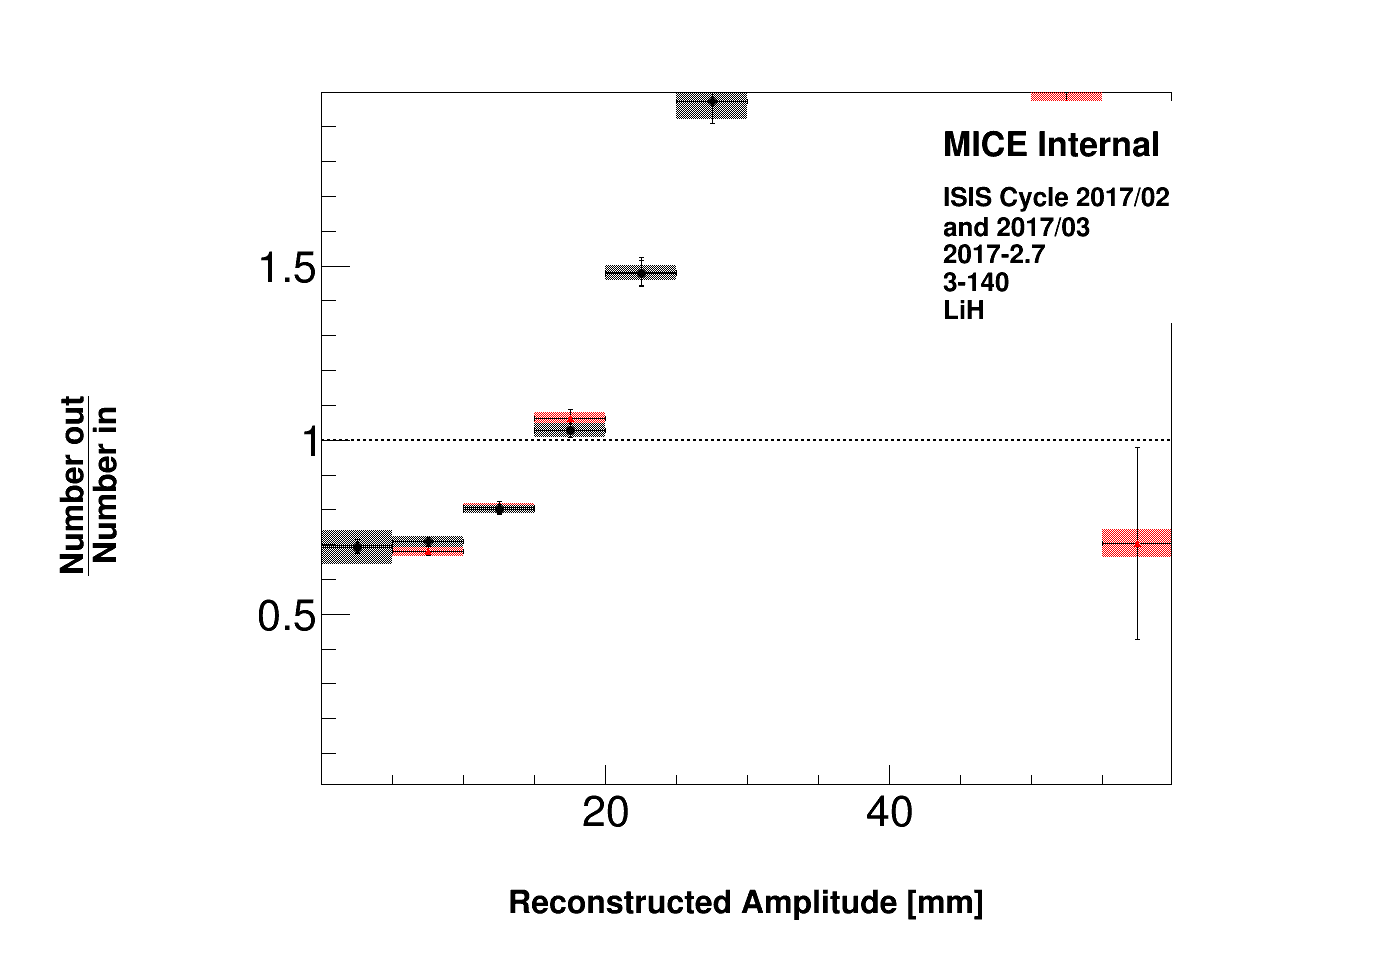 MICE Internal
ISIS Cycle 2017/02
and 2017/03
2017-2.7
3-140
LiH
1.5
1
0.5
Number out
Number in
20
40
Reconstructed Amplitude [mm]